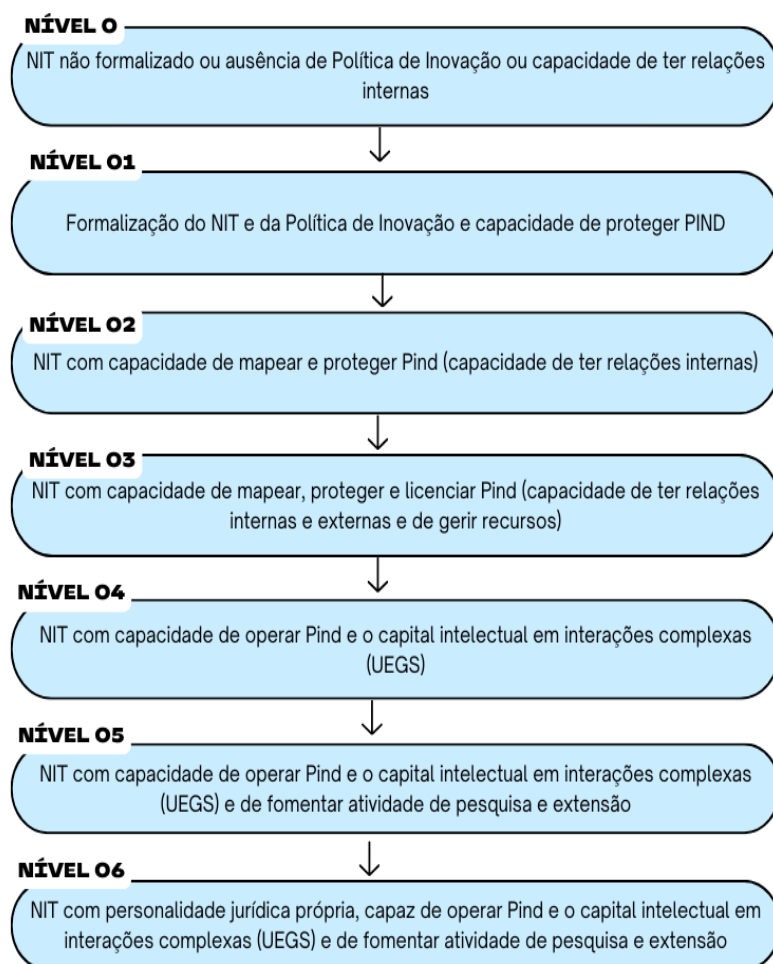 NÍVEL 0
NIT não formalizado ou ausência de Política de Inovação ou capacidade de ter relações
internas
NÍVEL 01
Formalização do NIT e da Política de Inovação e capacidade de proteger PIND
NÍVEL 02
NIT com capacidade de mapear e proteger Pind (capacidade de ter relações internas)
NÍVEL 03
NIT com capacidade de mapear, proteger e licenciar Pind (capacidade de ter relações
internas e externas e de gerir recursos)
NÍVEL 04
NIT com capacidade de operar Pind e o capital intelectual em interações complexas
(UEGS)
NÍVEL 05
NIT com capacidade de operar Pind e o capital intelectual em interações complexas
(UEGS) e de fomentar atividade de pesquisa e extensão
NÍVEL 06
NIT com personalidade jurídica própria, capaz de operar Pind e o capital intelectual em
interações complexas (UEGS) e de fomentar atividade de pesquisa e extensão